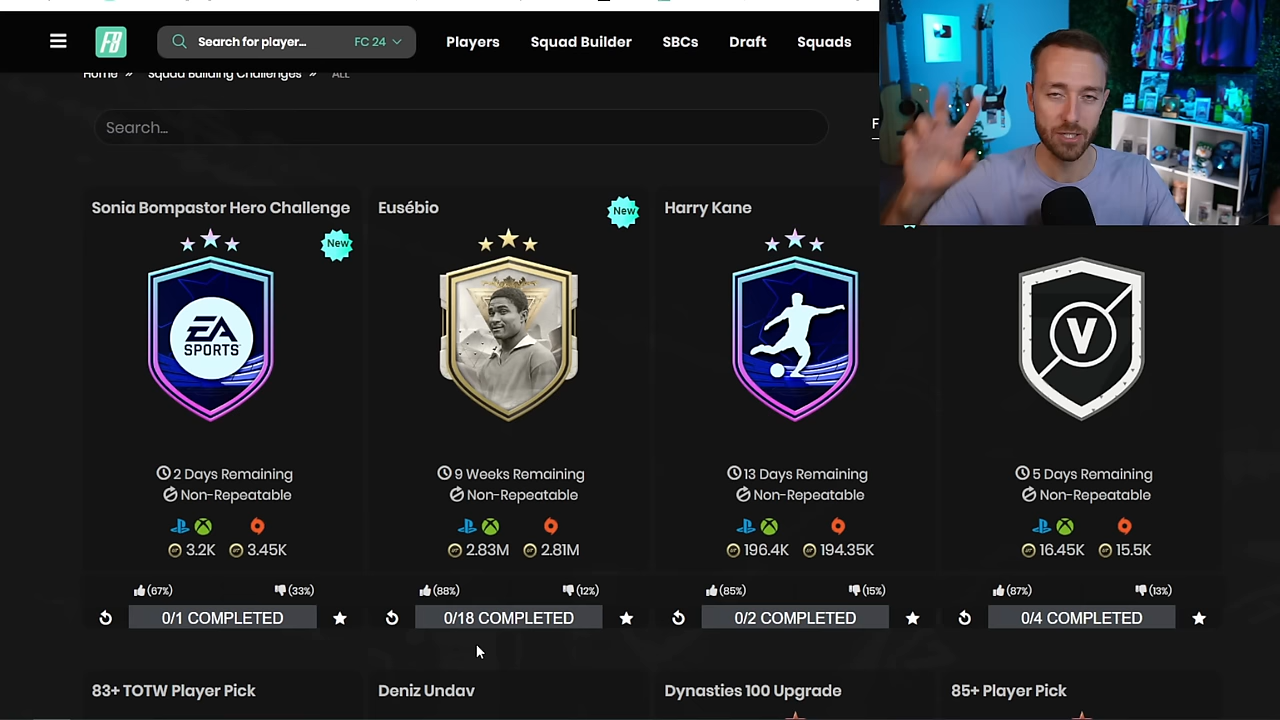 FB
Search for player...
FC 24
Players
Squad Builder
SBCs
Draft
Squads
Home » Squad Building Challenges » ALL
Search...
F
Sonia Bompastor Hero Challenge
New
EA
SPORTS
2 Days Remaining
Non-Repeatable
3.2K
3.45K
(67%)
(33%)
0/1 COMPLETED
Eusébio
New
9 Weeks Remaining
Non-Repeatable
2.83M
2.81M
(88%)
(12%)
0/18 COMPLETED
Harry Kane
13 Days Remaining
Non-Repeatable
196.4K
194.35K
(85%)
(15%)
0/2 COMPLETED
V
5 Days Remaining
Non-Repeatable
16.45K
15.5K
(87%)
(13%)
0/4 COMPLETED
83+ TOTW Player Pick
Deniz Undav
Dynasties 100 Upgrade
85+ Player Pick